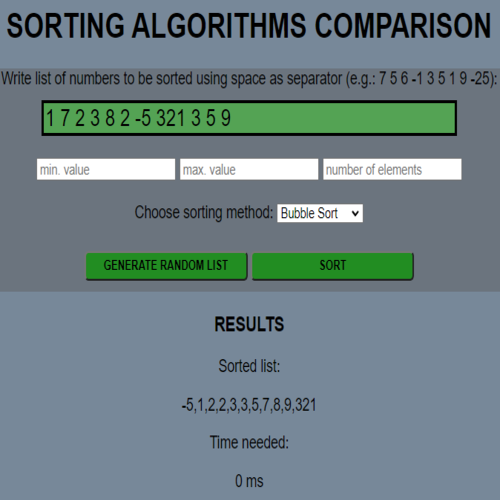 SORTING ALGORITHMS COMPARISON
Write list of numbers to be sorted using space as separator (e.g.: 7 5 6 -1 3 5 1 9 -25):
1 7 2 3 8 2 -5 321 3 5 9
min. value max. value number of elements
Choose sorting method: Bubble Sort
GENERATE RANDOM LIST SORT
RESULTS
Sorted list:
-5,1,2,2,3,3,5,7,8,9,321
Time needed:
0 ms